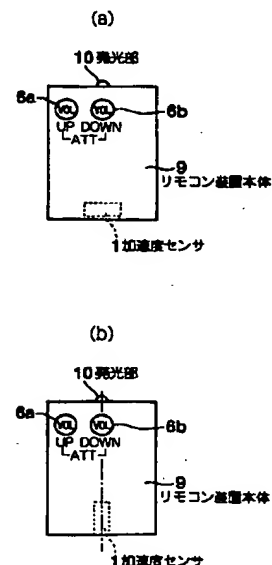 (a)
10 発光部
6a VOL VOL 6b
UP DOWN
ATT
9
リモコン装置本体
1 加速度センサ
(b)
10 発光部
6a VOL VOL 6b
UP DOWN
ATT
9
リモコン装置本体
1 加速度センサ